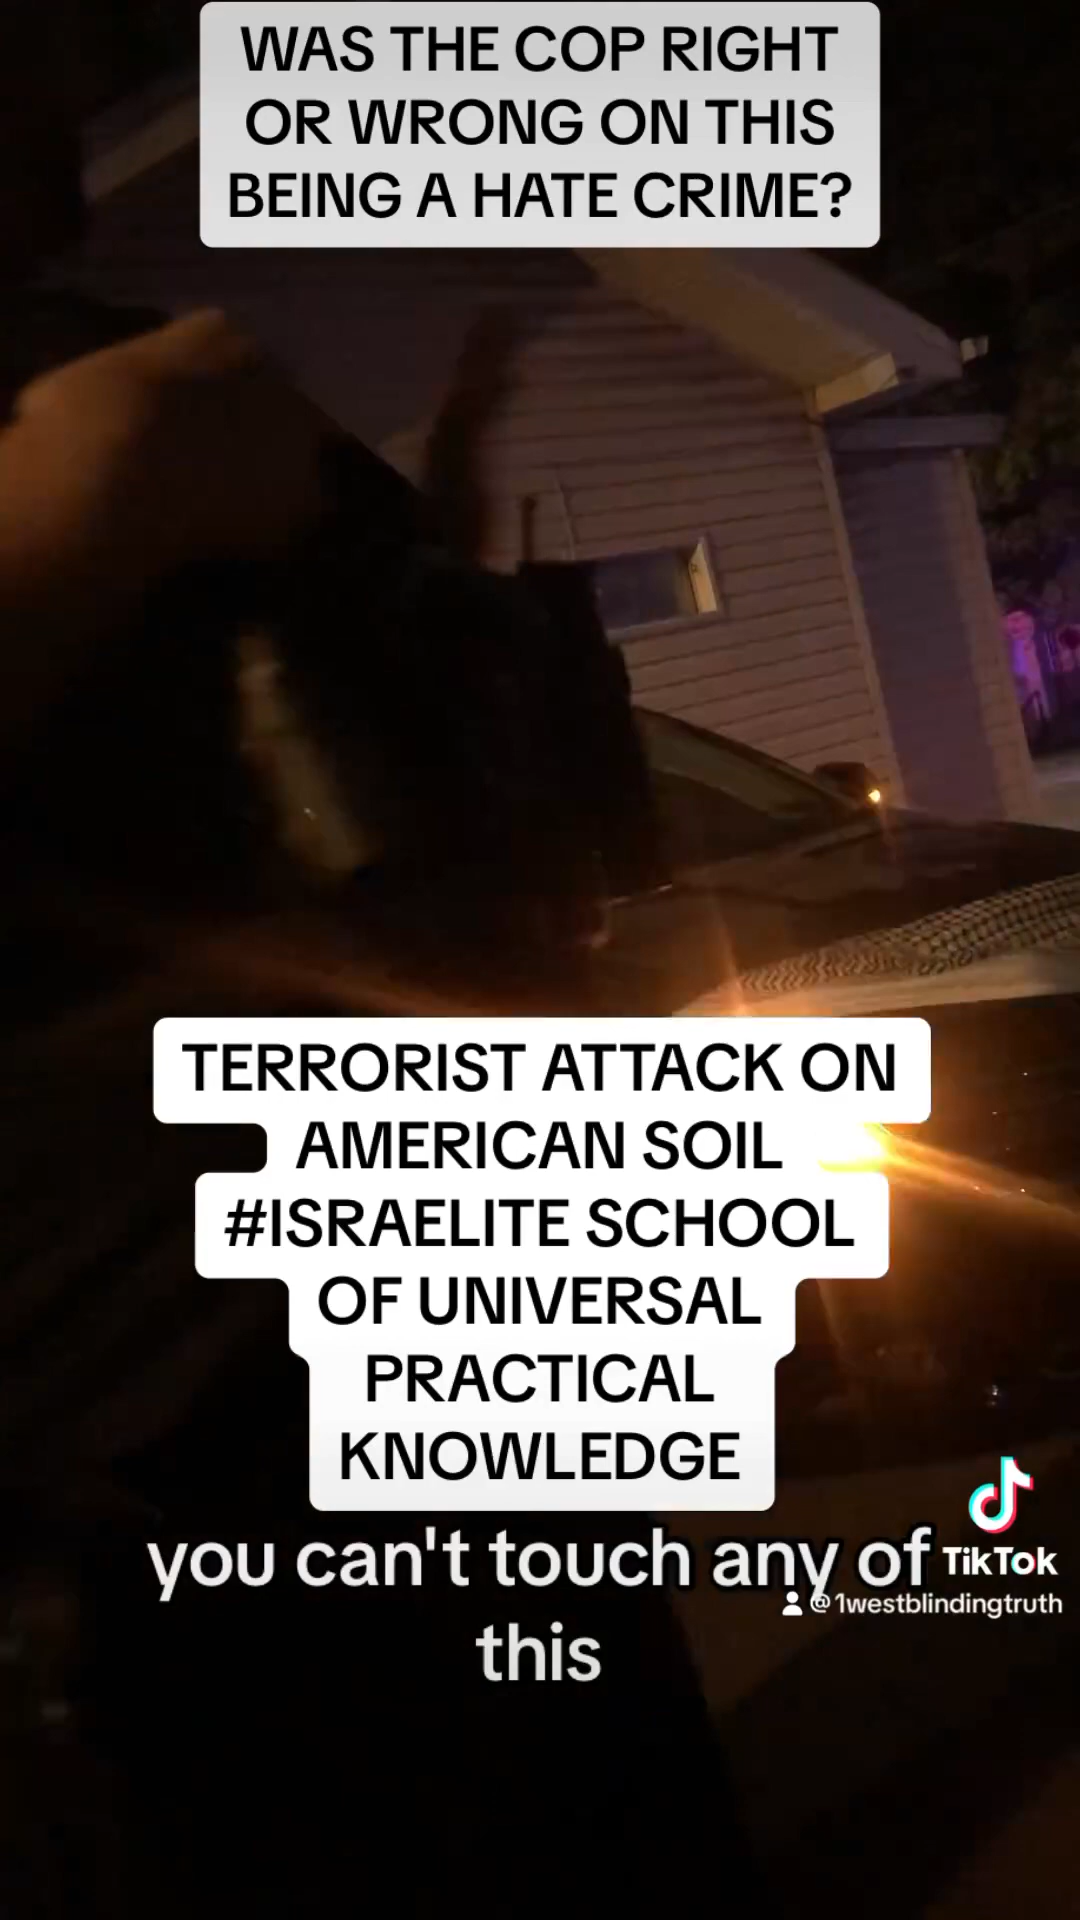 WAS THE COP RIGHT
OR WRONG ON THIS
BEING A HATE CRIME?
TERRORIST ATTACK ON
AMERICAN SOIL
#ISRAELITE SCHOOL
OF UNIVERSAL
PRACTICAL
KNOWLEDGE
you can't touch any of
this
TikTok
@1westblindingtruth